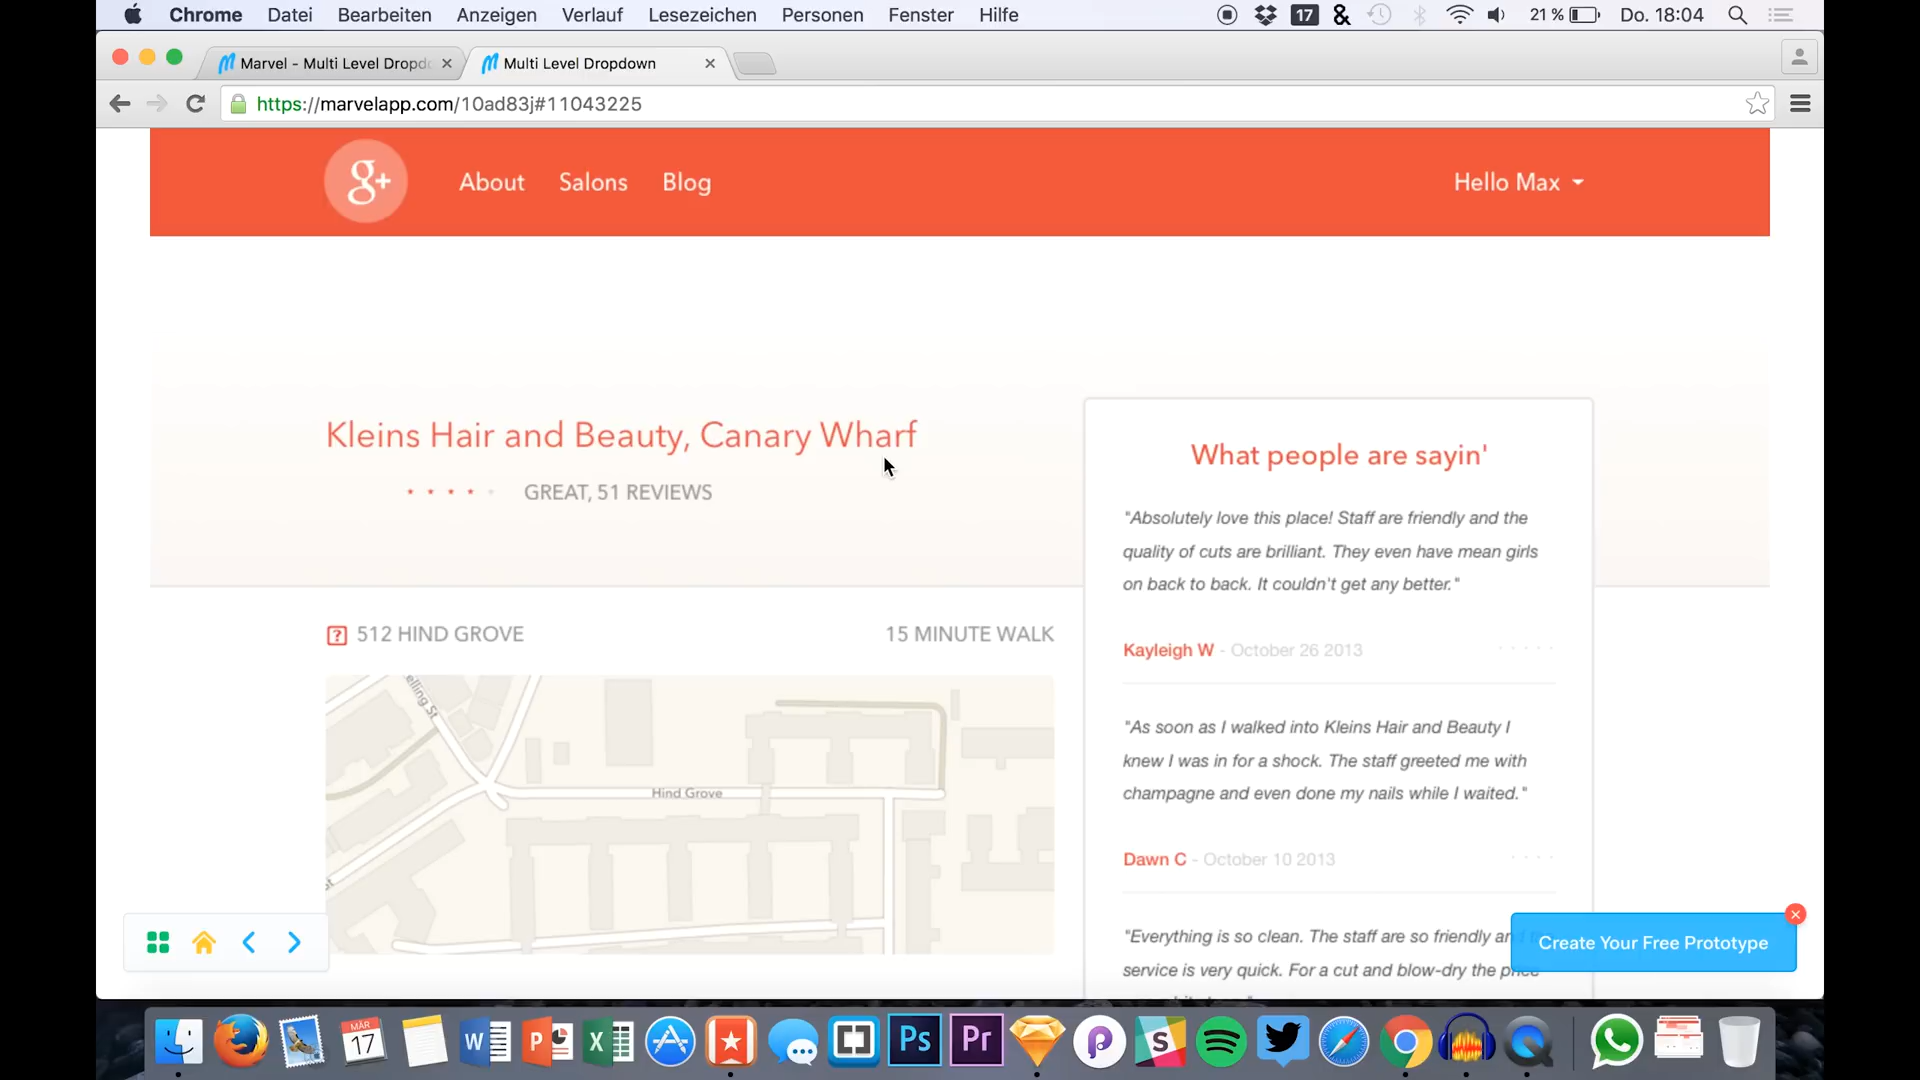 Chrome Datei Bearbeiten Anzeigen Verlauf Lesezeichen Personen Fenster Hilfe 17 21 % Do. 18:04
Marvel - Multi Level Dropd
Multi Level Dropdown
https://marvelapp.com/10ad83j#11043225
g+ About Salons Blog Hello Max
Kleins Hair and Beauty, Canary Wharf
GREAT, 51 REVIEWS
512 HIND GROVE 15 MINUTE WALK
Hind Grove
What people are sayin'
"Absolutely love this place! Staff are friendly and the
quality of cuts are brilliant. They even have mean girls
on back to back. It couldn't get any better."
Kayleigh W - October 26 2013
"As soon as I walked into Kleins Hair and Beauty I
knew I was in for a shock. The staff greeted me with
champagne and even done my nails while I waited."
Dawn C - October 10 2013
"Everything is so clean. The staff are so friendly an
service is very quick. For a cut and blow-dry the price
Create Your Free Prototype
MÄR
17
W P X Ps Pr S